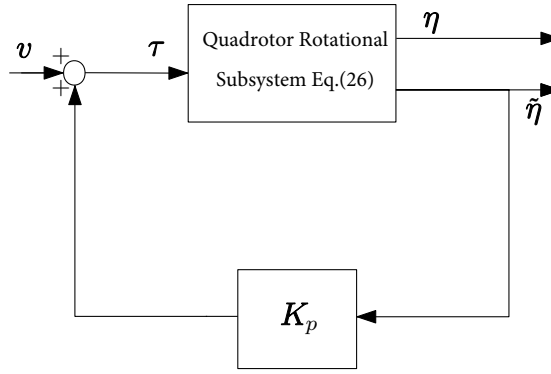 η
v + τ Quadrotor Rotational
+ Subsystem Eq.(26)
η̃
K_p